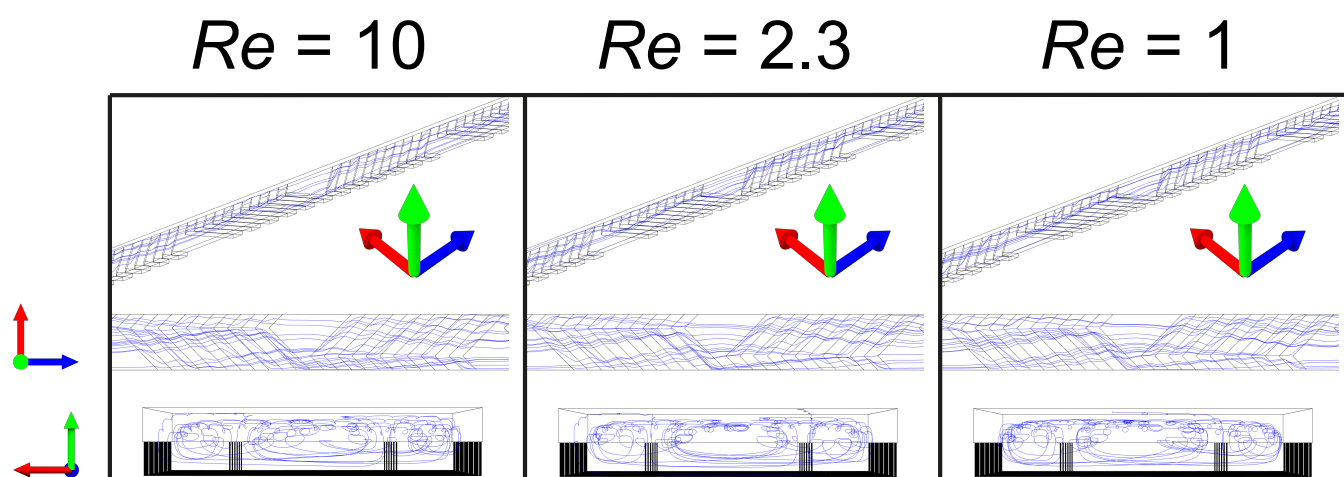 Re = 10 Re = 2.3 Re = 1